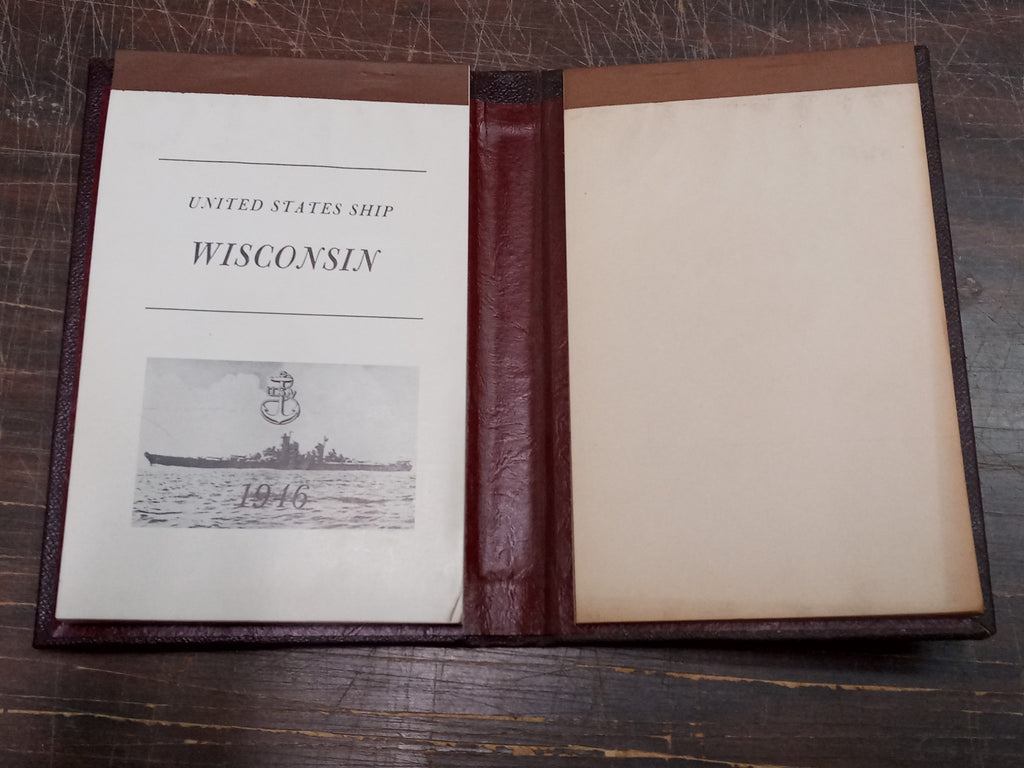 UNITED STATES SHIP
WISCONSIN
1946